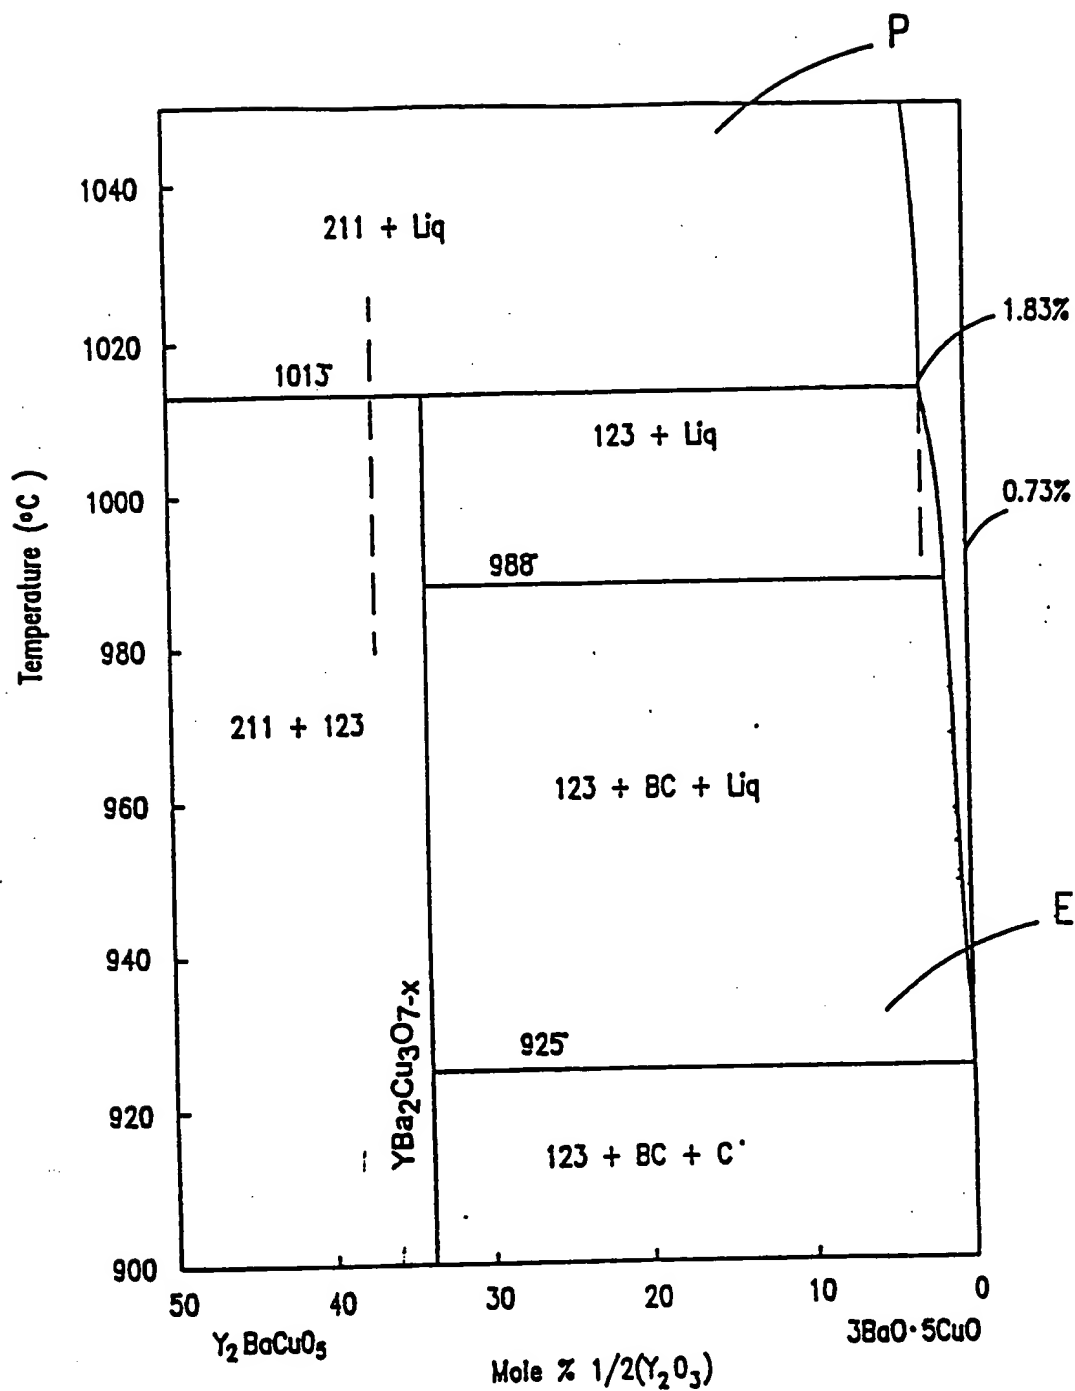 P
1040
211 + Liq
1.83%
1020
1013°
123 + Liq
1000
0.73%
988°
Temperature (°C )
980
211 + 123
123 + BC + Liq
960
E
940
YBa₂Cu₃O₇₋ₓ
925°
920
123 + BC + C
900
50
40
30
20
10
0
Y₂BaCuO₅
3BaO·5CuO
Mole % 1/2(Y₂O₃)